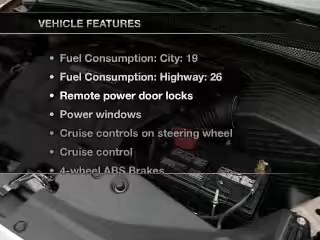 VEHICLE FEATURES
• Fuel Consumption: City: 19
• Fuel Consumption: Highway: 26
• Remote power door locks
• Power windows
• Cruise controls on steering wheel
• Cruise control
• 4-wheel ABS Brakes